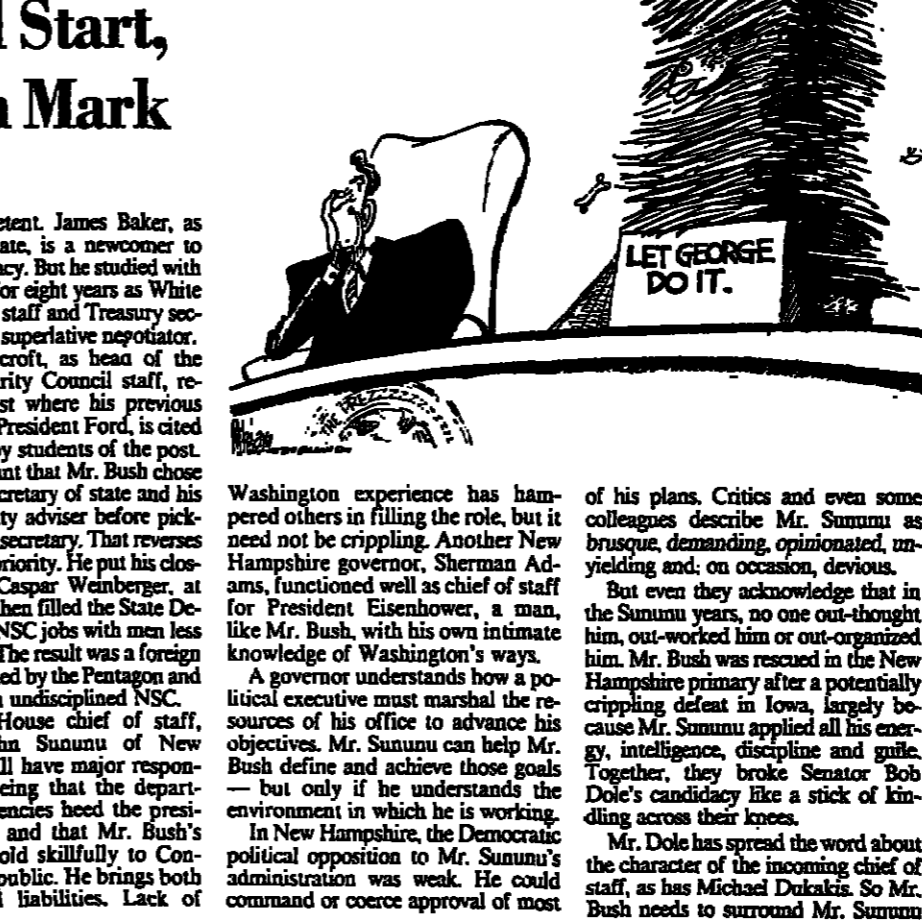 Start,
Mark
LET GEORGE
DO IT.
etent. James Baker, as
ate, is a newcomer to
acy. But he studied with
or eight years as White
staff and Treasury sec-
superlative negotiator.
croft, as head of the
rity Council staff, re-
st where his previous
President Ford, is cited
by students of the post.
ant that Mr. Bush chose
cretary of state and his
ty adviser before pick-
secretary. That reverses
priority. He put his clos-
Caspar Weinberger, at
then filled the State De-
NSC jobs with men less
The result was a foreign
ed by the Pentagon and
undisciplined NSC.
House chief of staff,
hn Sununu of New
ll have major respon-
eing that the depart-
encies heed the presi-
and that Mr. Bush's
old skillfully to Con-
public. He brings both
liabilities. Lack of
Washington experience has ham-
pered others in filling the role, but it
need not be crippling. Another New
Hampshire governor, Sherman Ad-
ams, functioned well as chief of staff
for President Eisenhower, a man,
like Mr. Bush, with his own intimate
knowledge of Washington's ways.
A governor understands how a po-
litical executive must marshal the re-
sources of his office to advance his
objectives. Mr. Sununu can help Mr.
Bush define and achieve those goals
— but only if he understands the
environment in which he is working.
In New Hampshire, the Democratic
political opposition to Mr. Sununu's
administration was weak. He could
command or coerce approval of most
of his plans. Critics and even some
colleagues describe Mr. Sununu as
brusque, demanding, opinionated, un-
yielding and, on occasion, devious.
But even they acknowledge that in
the Sununu years, no one out-thought
him, out-worked him or out-organized
him. Mr. Bush was rescued in the New
Hampshire primary after a potentially
crippling defeat in Iowa, largely be-
cause Mr. Sununu applied all his ener-
gy, intelligence, discipline and guile.
Together, they broke Senator Bob
Dole's candidacy like a stick of kin-
dling across their knees.
Mr. Dole has spread the word about
the character of the incoming chief of
staff, as has Michael Dukakis. So Mr.
Bush needs to surround Mr. Sununu